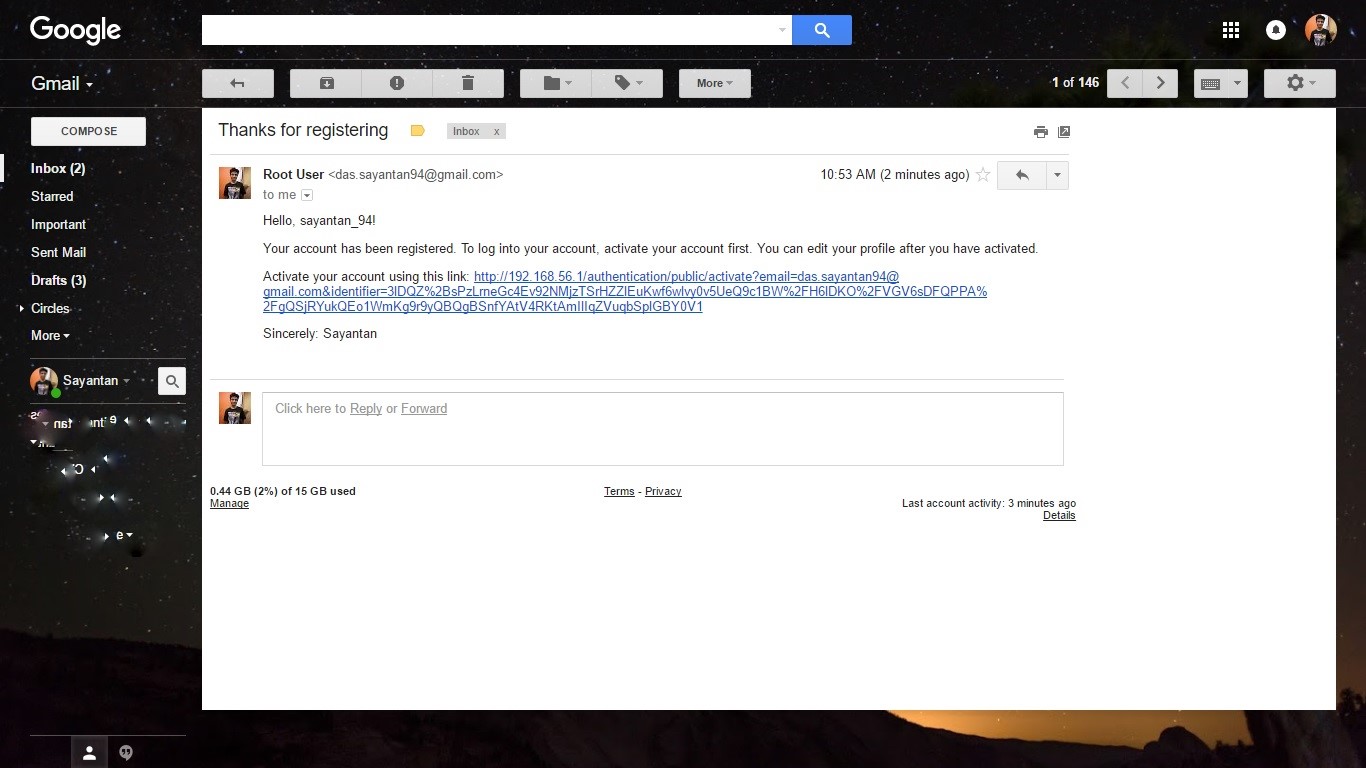 Google
Gmail
More
1 of 146
COMPOSE
Thanks for registering
Inbox x
Inbox (2)
Starred
Important
Sent Mail
Drafts (3)
Circles
More
Root User <das.sayantan94@gmail.com>
10:53 AM (2 minutes ago)
to me
Hello, sayantan_94!
Your account has been registered. To log into your account, activate your account first. You can edit your profile after you have activated.
Activate your account using this link: http://192.168.56.1/authentication/public/activate?email=das.sayantan94@
gmail.com&identifier=3IDQZ%2BsPzLrneGc4Ev92NMjzTSrHZZlEuKwf6wlvy0v5UeQ9c1BW%2FH6lDKO%2FVGV6sDFQPPA%
2FgQSjRYukQEo1WmKg9r9yQBQgBSnfYAtV4RKtAmIIIqZVuqbSplGBY0V1
Sincerely: Sayantan
Sayantan
Click here to Reply or Forward
0.44 GB (2%) of 15 GB used
Manage
Terms - Privacy
Last account activity: 3 minutes ago
Details